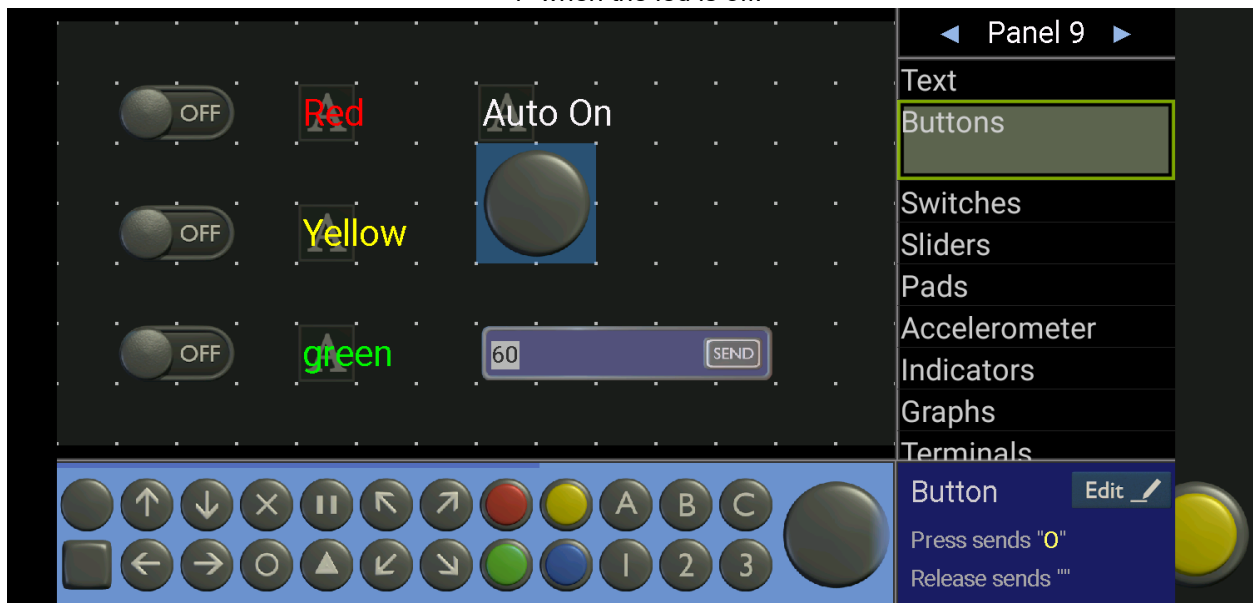 ◄ Panel 9 ►
OFF Red Auto On
OFF Yellow
OFF green 60 SEND
Text
Buttons
Switches
Sliders
Pads
Accelerometer
Indicators
Graphs
Terminals
A B C
1 2 3
Button Edit
Press sends "O"
Release sends ""